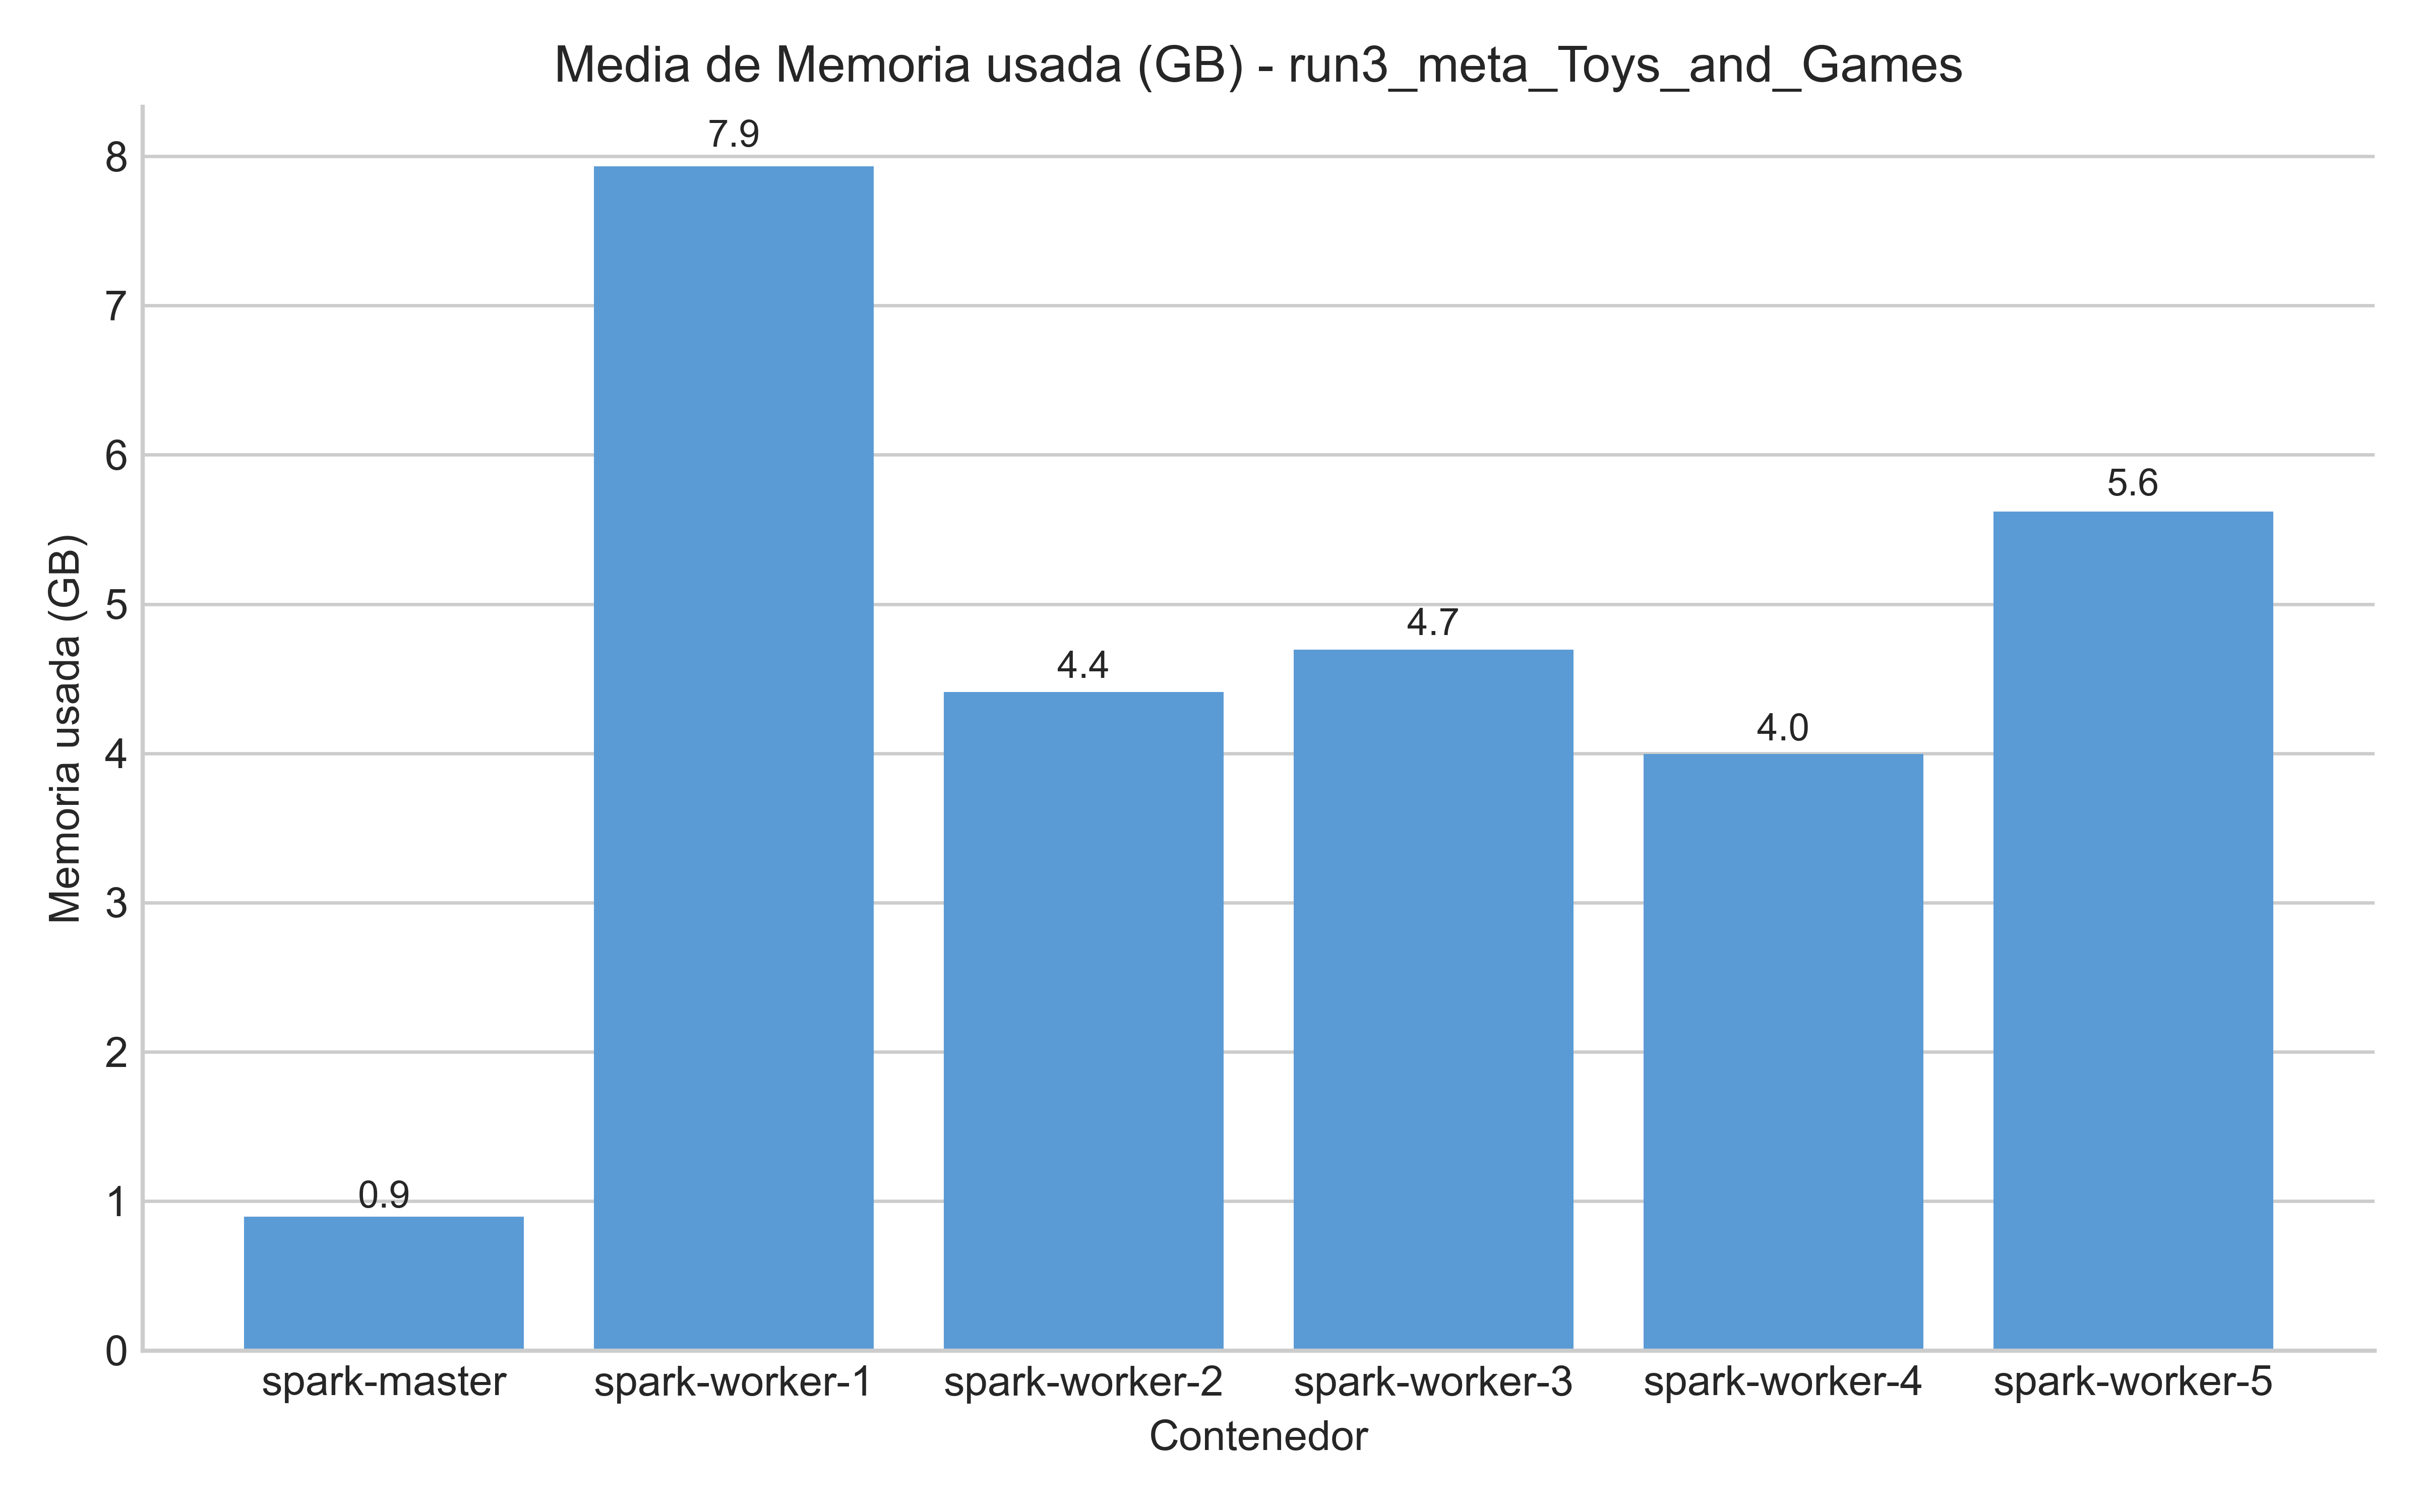 Media de Memoria usada (GB) - run3_meta_Toys_and_Games
Memoria usada (GB)
8
7
6
5
4
3
2
1
0
0.9
7.9
4.4
4.7
4.0
5.6
spark-master
spark-worker-1
spark-worker-2
spark-worker-3
spark-worker-4
spark-worker-5
Contenedor